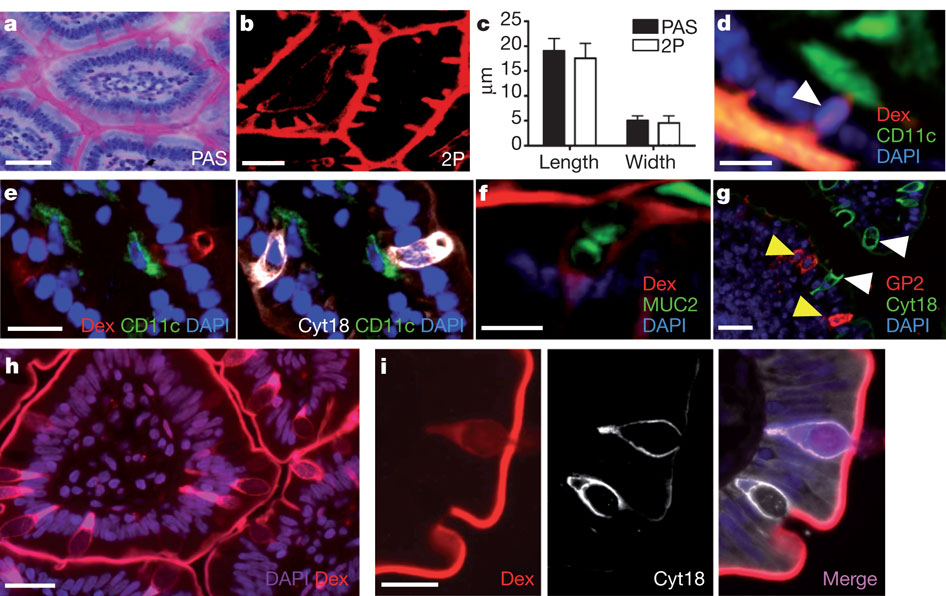 a
PAS
b
2P
c
µm
25
20
15
10
5
0
PAS
2P
Length
Width
d
Dex
CD11c
DAPI
e
Dex CD11c DAPI
Cyt18 CD11c DAPI
f
Dex
MUC2
DAPI
g
GP2
Cyt18
DAPI
h
DAPI Dex
i
Dex
Cyt18
Merge